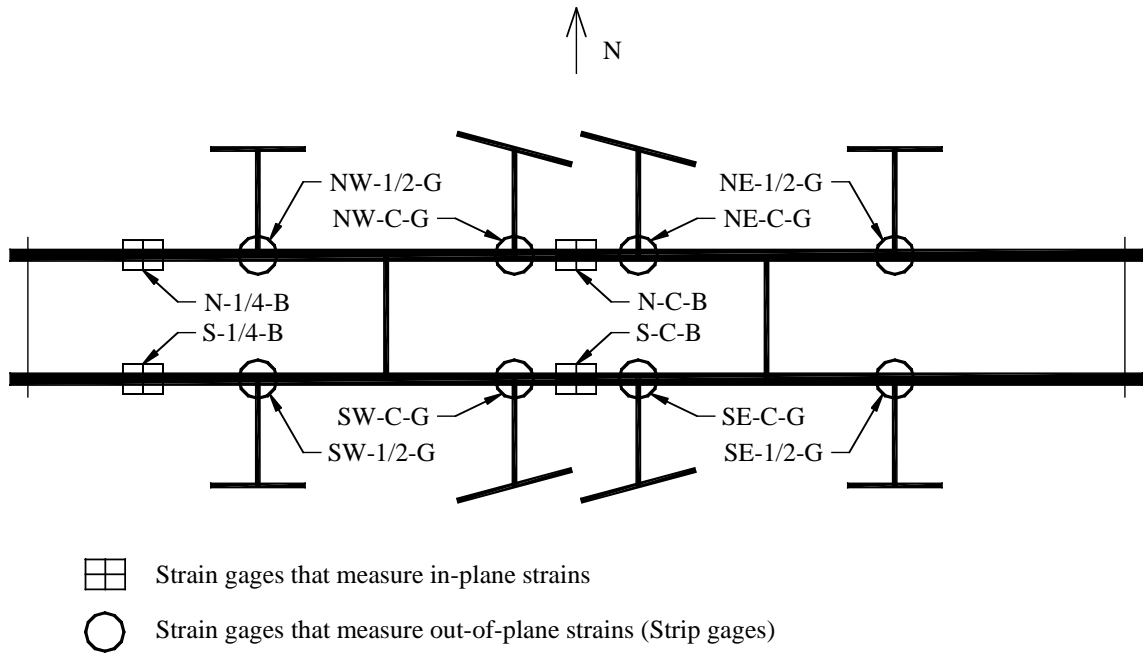 N
NW-1/2-G
NE-1/2-G
NW-C-G
NE-C-G
N-1/4-B
N-C-B
S-1/4-B
S-C-B
SW-C-G
SE-C-G
SW-1/2-G
SE-1/2-G
Strain gages that measure in-plane strains
Strain gages that measure out-of-plane strains (Strip gages)